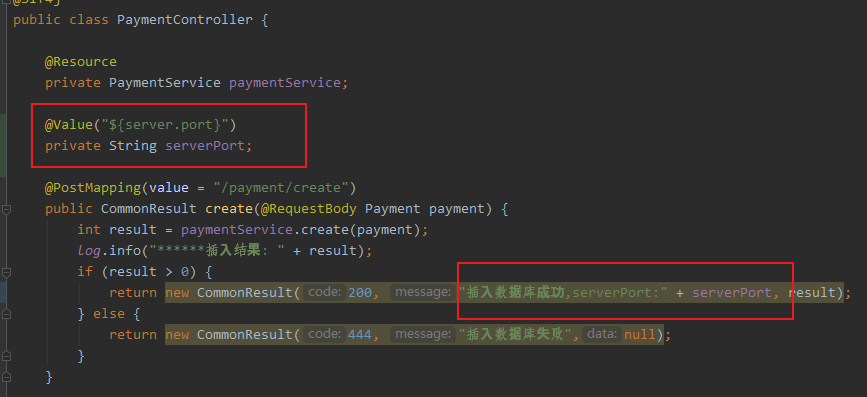 @Slf4j
public class PaymentController {
@Resource
private PaymentService paymentService;
@Value("${server.port}")
private String serverPort;
@PostMapping(value = "/payment/create")
public CommonResult create(@RequestBody Payment payment) {
int result = paymentService.create(payment);
log.info("******插入结果: " + result);
if (result > 0) {
return new CommonResult( code: 200, message: "插入数据库成功,serverPort:" + serverPort, result);
} else {
return new CommonResult( code: 444, message: "插入数据库失败", data: null);
}
}